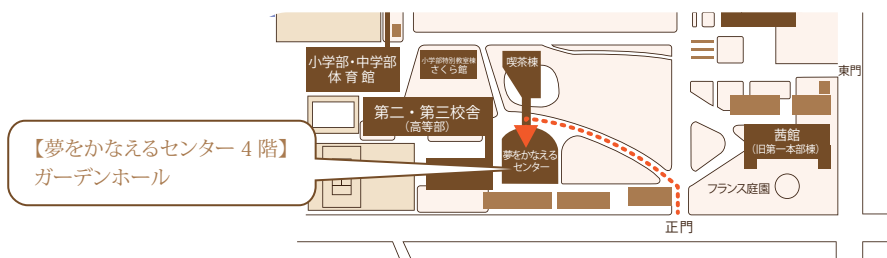 小学部・中学部
体育館
小学部特別教室棟
さくら館
喫茶棟
東門
第二・第三校舎
（高等部）
茜館
（旧第一本部棟）
【夢をかなえるセンター 4 階】
ガーデンホール
夢をかなえる
センター
フランス庭園
正門